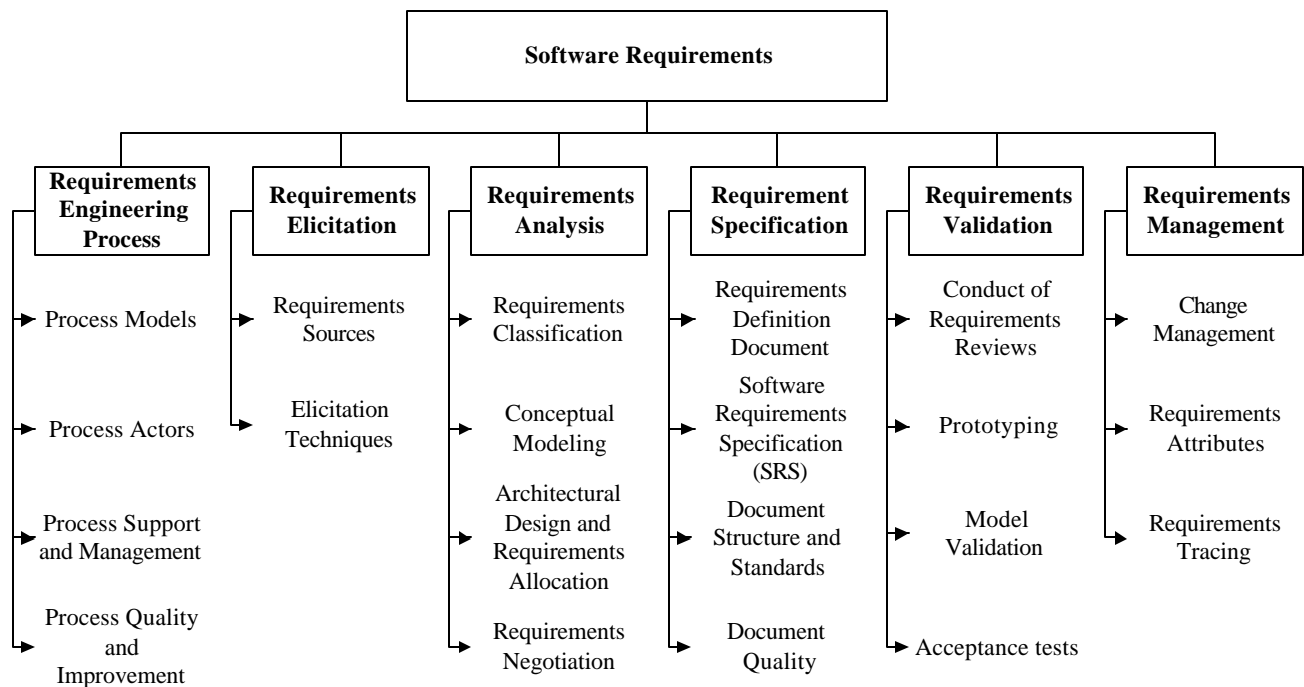 Software Requirements
Requirements
Engineering
Process
Requirements
Elicitation
Requirements
Analysis
Requirement
Specification
Requirements
Validation
Requirements
Management
Process Models
Process Actors
Process Support
and Management
Process Quality
and
Improvement
Requirements
Sources
Elicitation
Techniques
Requirements
Classification
Conceptual
Modeling
Architectural
Design and
Requirements
Allocation
Requirements
Negotiation
Requirements
Definition
Document
Software
Requirements
Specification
(SRS)
Document
Structure and
Standards
Document
Quality
Conduct of
Requirements
Reviews
Prototyping
Model
Validation
Acceptance tests
Change
Management
Requirements
Attributes
Requirements
Tracing